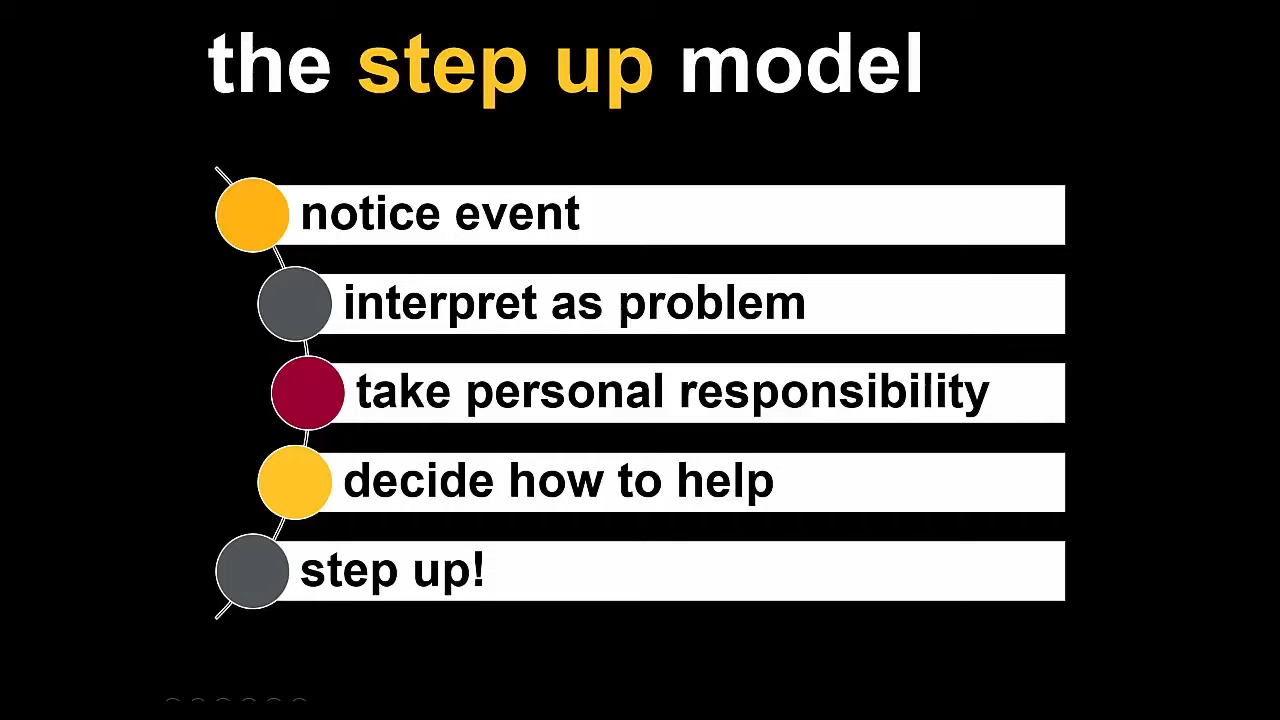 the step up model
notice event
interpret as problem
take personal responsibility
decide how to help
step up!